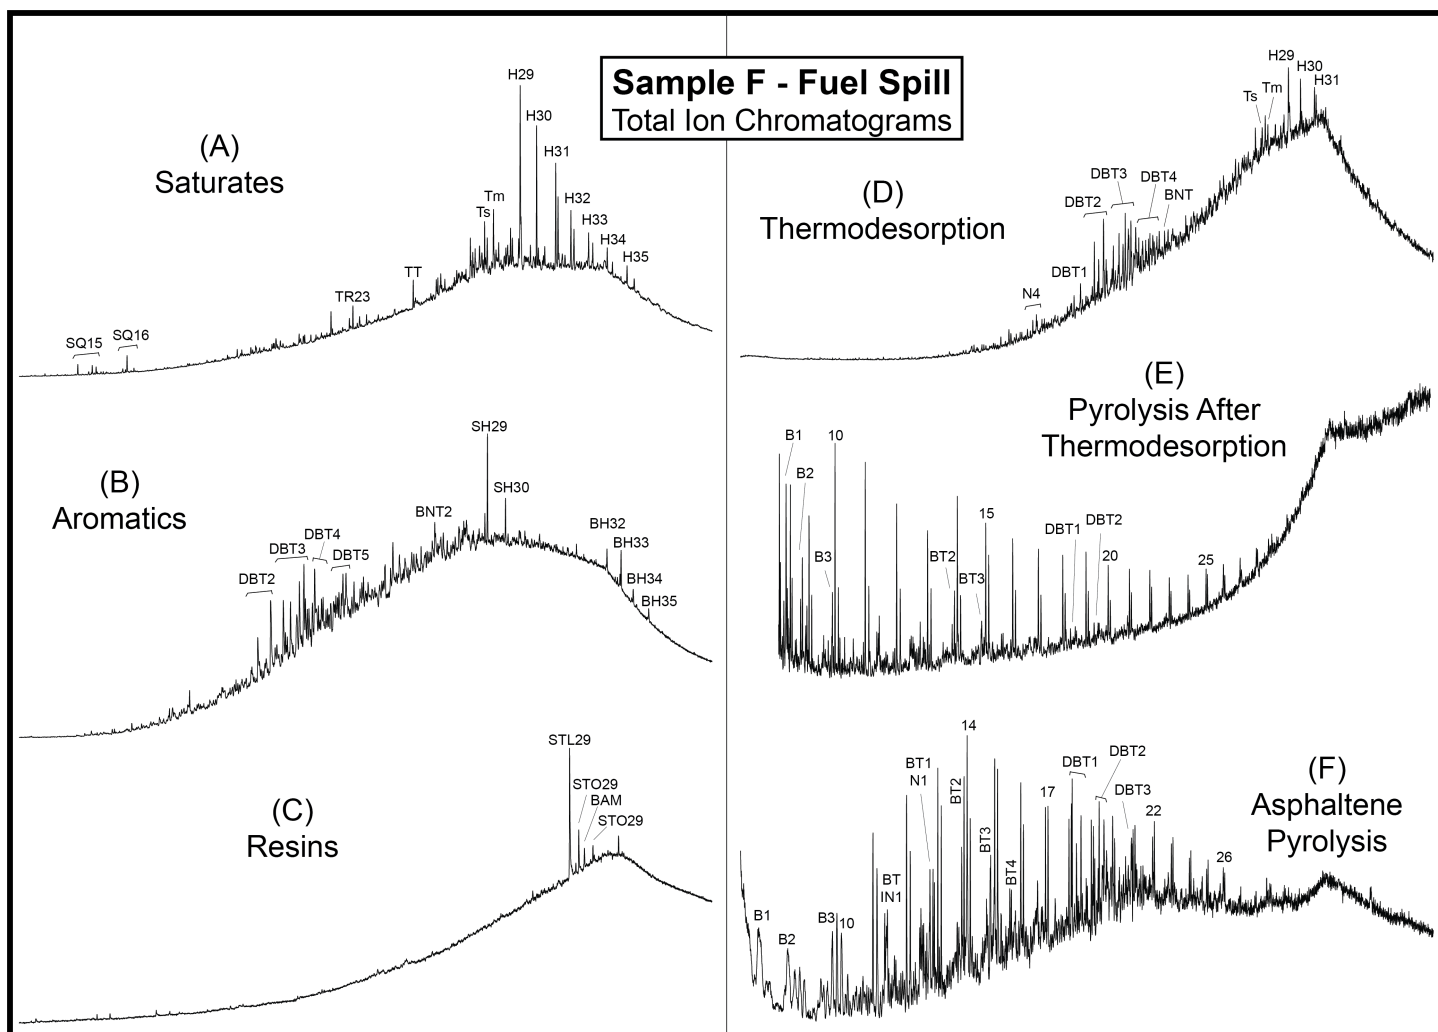 Sample F - Fuel Spill
Total Ion Chromatograms
(A)
Saturates
SQ15
SQ16
TR23
TT
Ts
Tm
H29
H30
H31
H32
H33
H34
H35
(B)
Aromatics
DBT2
DBT3
DBT4
DBT5
BNT2
SH29
SH30
BH32
BH33
BH34
BH35
(C)
Resins
STL29
STO29
BAM
STO29
(D)
Thermodesorption
N4
DBT1
DBT2
DBT3
DBT4
BNT
Ts
Tm
H29
H30
H31
(E)
Pyrolysis After
Thermodesorption
B1
B2
B3
10
BT2
BT3
15
DBT1
DBT2
20
25
(F)
Asphaltene
Pyrolysis
B1
B2
B3
10
BT
IN1
BT1
N1
BT2
14
BT3
BT4
17
DBT1
DBT2
DBT3
22
26